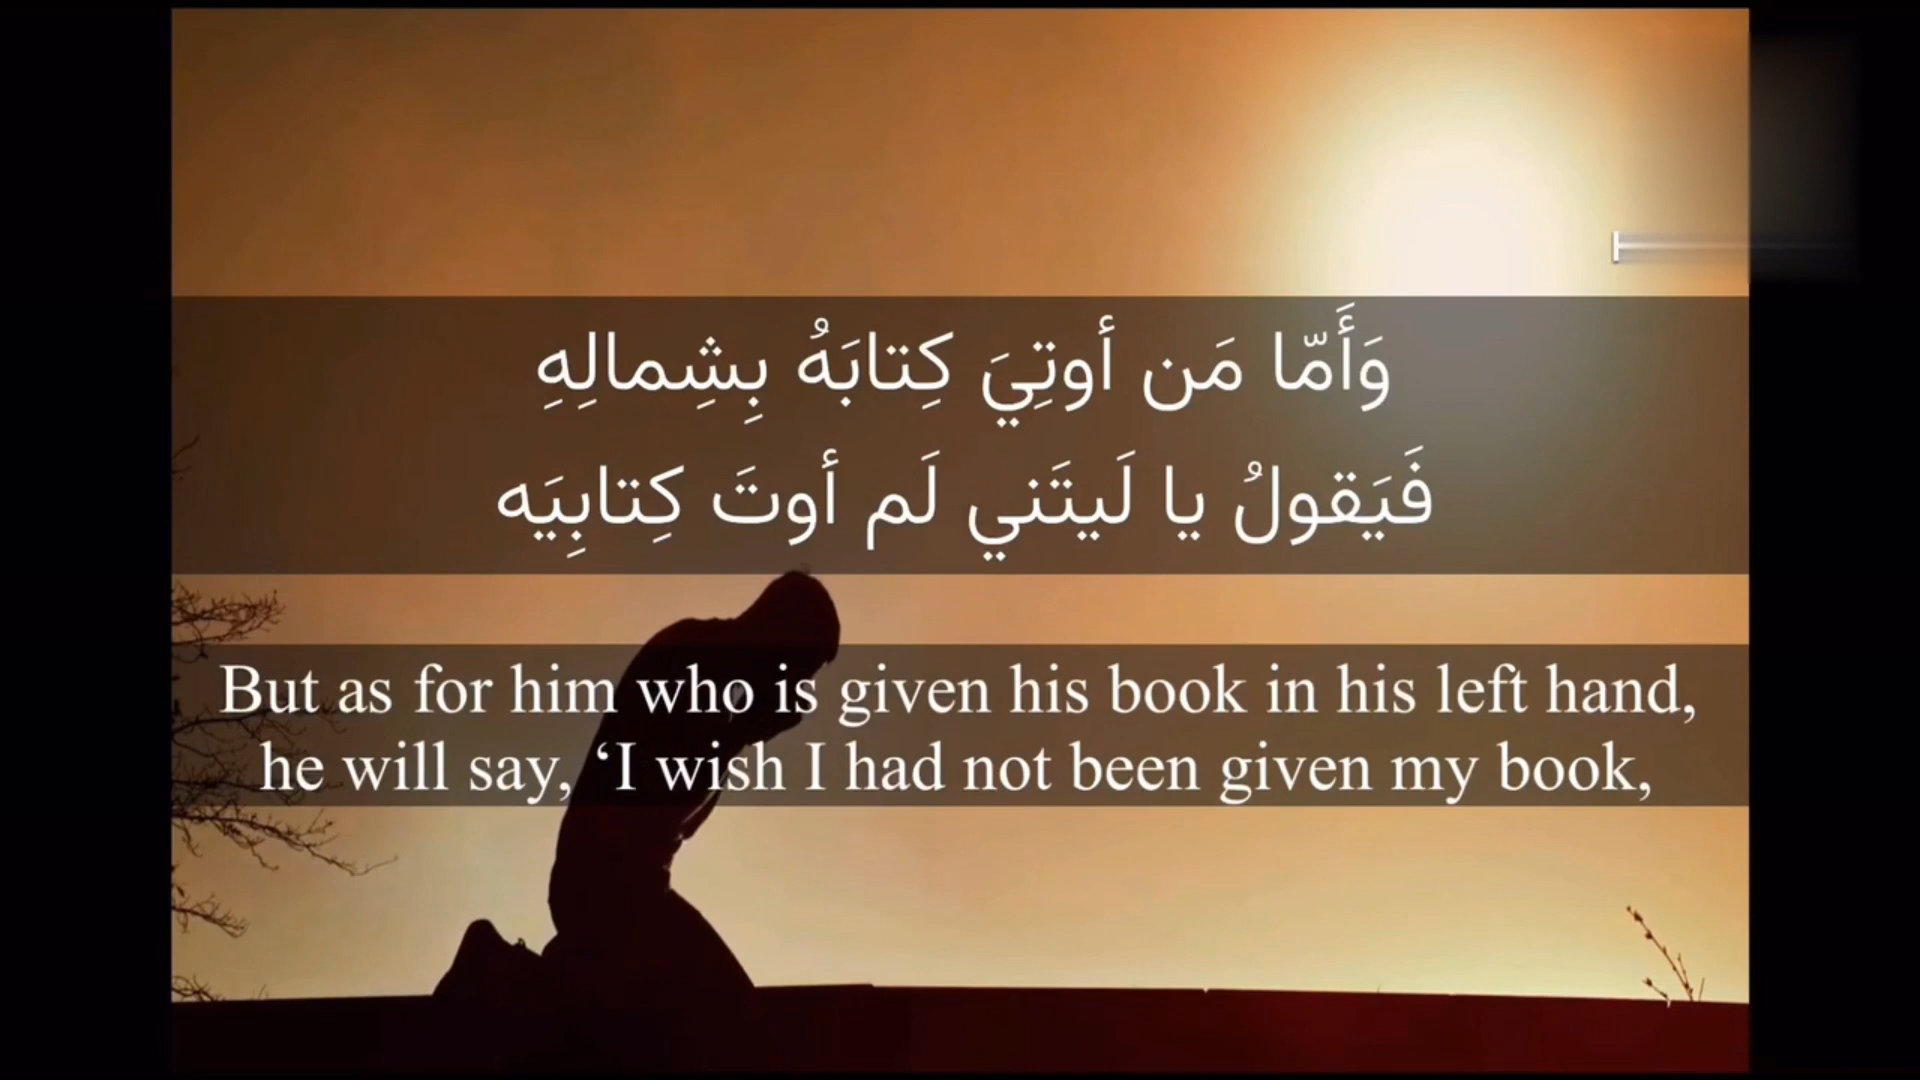 وَأَمّا مَن أوتِيَ كِتابَهُ بِشِمالِهِ
فَيَقولُ يا لَيتَني لَم أوتَ كِتابِيَه
But as for him who is given his book in his left hand,
he will say, ‘I wish I had not been given my book,